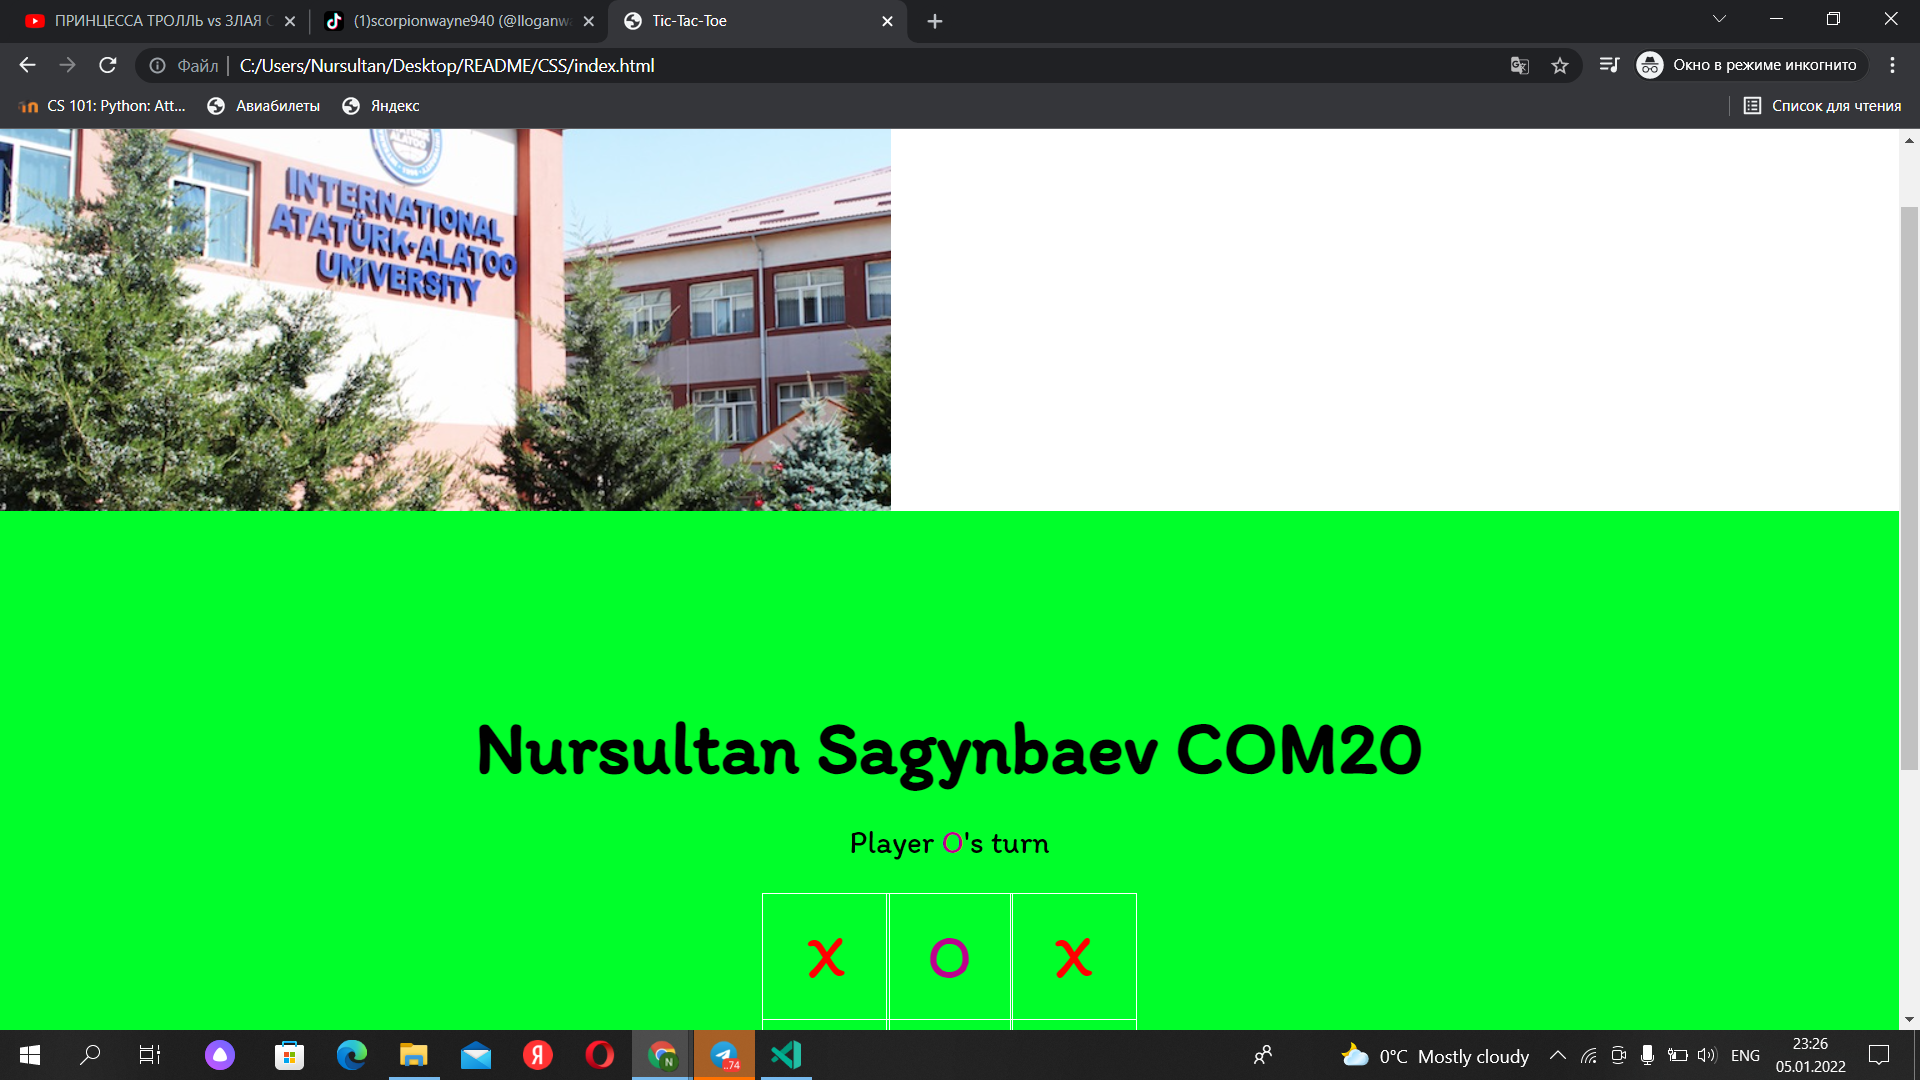 ПРИНЦЕССА ТРОЛЛЬ vs ЗЛАЯ
(1)scorpionwayne940 (@lloganw
Tic-Tac-Toe
Файл
C:/Users/Nursultan/Desktop/README/CSS/index.html
Окно в режиме инкогнито
CS 101: Python: Att...
Авиабилеты
Яндекс
Список для чтения
INTERNATIONAL
ATATÜRK-ALATOO
UNIVERSITY
Nursultan Sagynbaev COM20
Player O's turn
X O X
Я
N
..74
0°C Mostly cloudy
ENG
23:26
05.01.2022